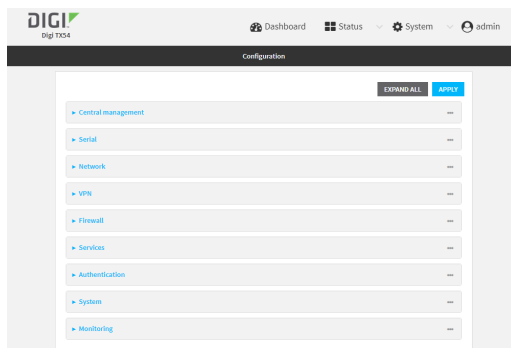 DIGI
Digi TX54
Dashboard Status System admin
Configuration
EXPAND ALL APPLY
Central management
Serial
Network
VPN
Firewall
Services
Authentication
System
Monitoring